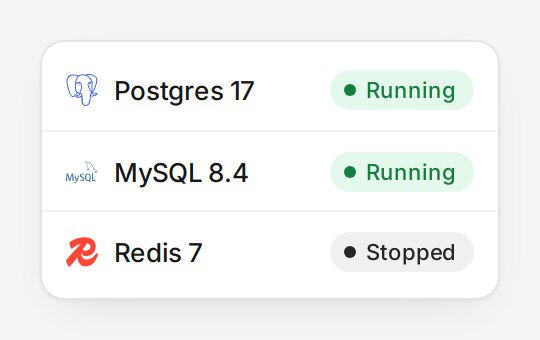 Postgres 17
Running
MySQL
MySQL 8.4
Running
Redis 7
Stopped